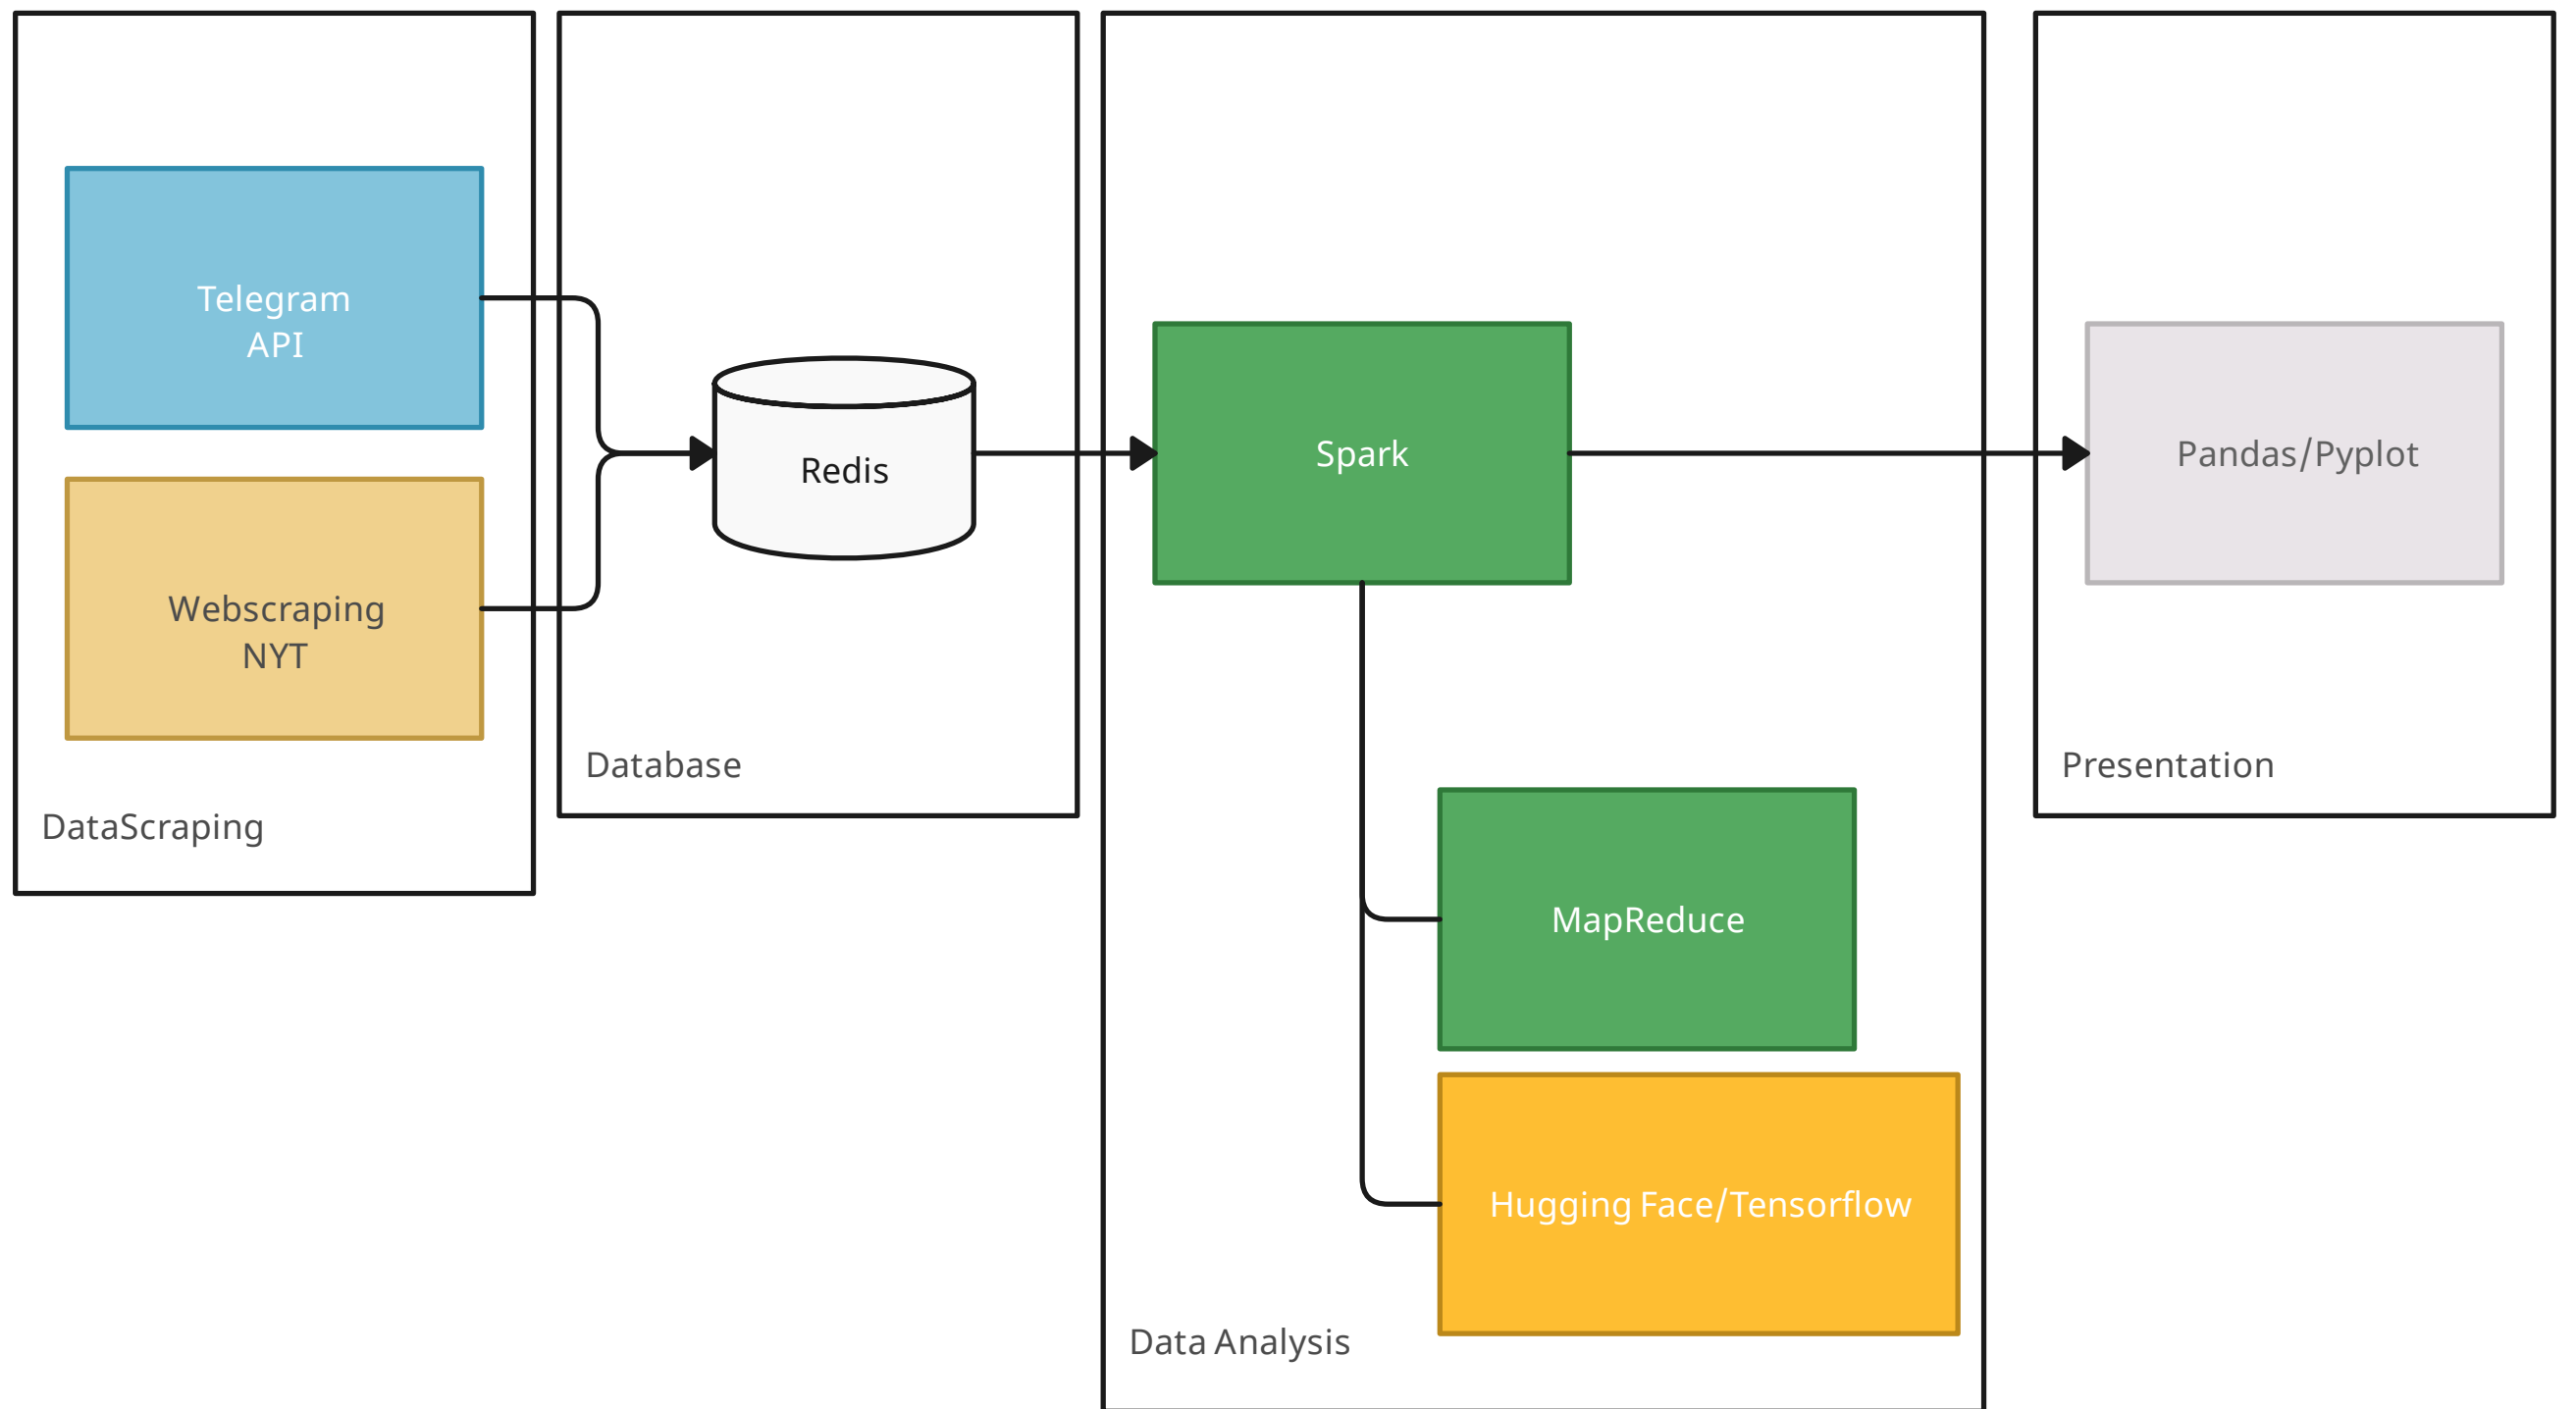 Telegram
API
Webscraping
NYT
DataScraping
Redis
Database
Spark
MapReduce
Hugging Face/Tensorflow
Data Analysis
Pandas/Pyplot
Presentation